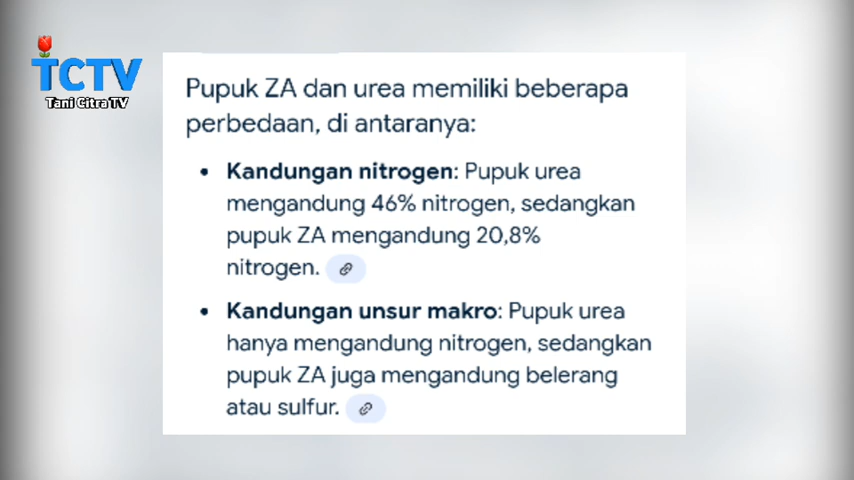 TCTV
Tani Citra TV
Pupuk ZA dan urea memiliki beberapa
perbedaan, di antaranya:
• Kandungan nitrogen: Pupuk urea
mengandung 46% nitrogen, sedangkan
pupuk ZA mengandung 20,8%
nitrogen.
• Kandungan unsur makro: Pupuk urea
hanya mengandung nitrogen, sedangkan
pupuk ZA juga mengandung belerang
atau sulfur.